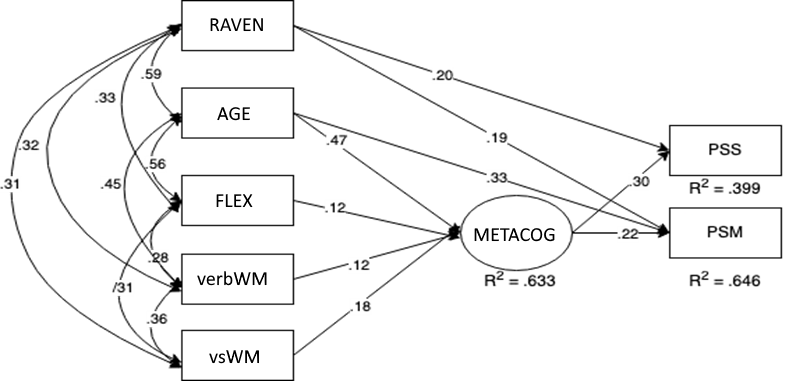 RAVEN
AGE
FLEX
verbWM
vsWM
METACOG
R² = .633
PSS
R² = .399
PSM
R² = .646
.59
.33
.32
.31
.56
.45
.28
/31
.36
.20
.19
.47
.33
.12
.12
.18
.30
.22